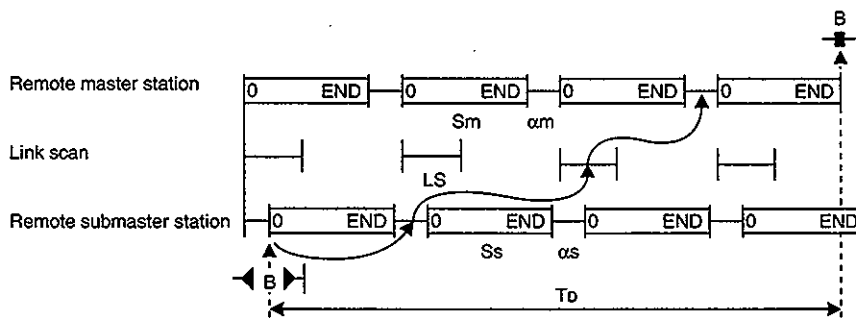 B
Remote master station
0 END 0 END 0 END 0 END
Sm αm
Link scan
LS
Remote submaster station
0 END 0 END 0 END 0 END
Ss αs
B
TD